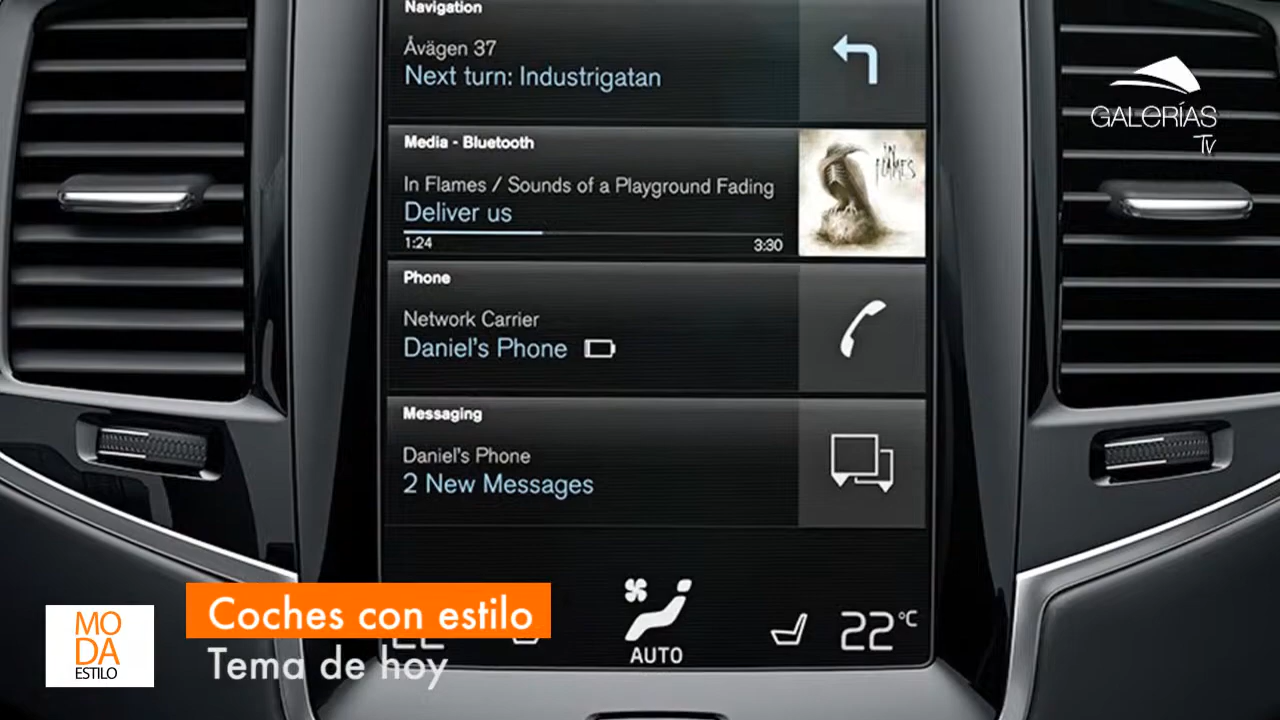 Navigation
Åvägen 37
Next turn: Industrigatan
GALERÍAS
Tv
Media - Bluetooth
In Flames / Sounds of a Playground Fading
Deliver us
1:24 3:30
IN
FLAMES
Phone
Network Carrier
Daniel's Phone
Messaging
Daniel's Phone
2 New Messages
22°C
AUTO
MO
DA
ESTILO
Coches con estilo
Tema de hoy